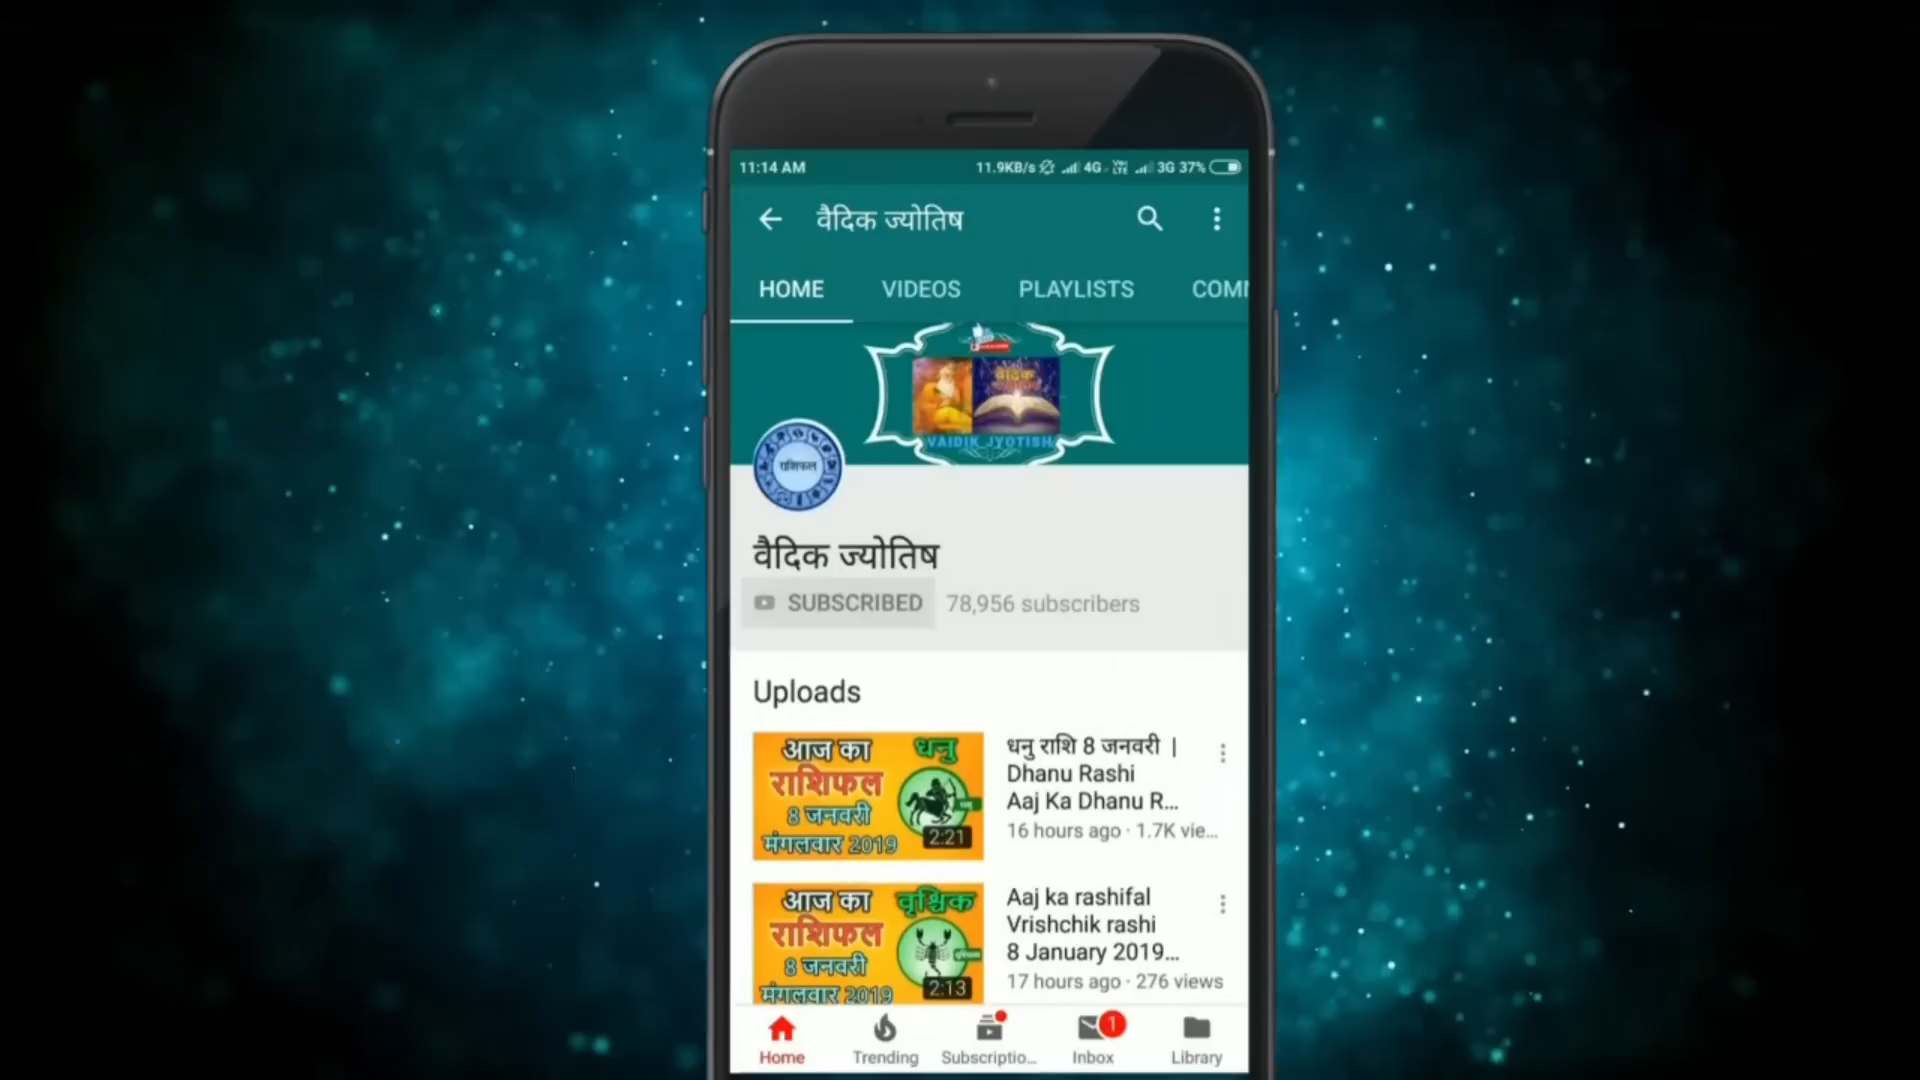 11:14 AM
11.9KB/s 4G VoLTE 3G 37%
वैदिक ज्योतिष
HOME VIDEOS PLAYLISTS COM
वैदिक
VAIDIK JYOTISH
राशिफल
वैदिक ज्योतिष
SUBSCRIBED 78,956 subscribers
Uploads
आज का धनु
राशिफल
8 जनवरी
मंगलवार 2019
2:21
धनु राशि 8 जनवरी |
Dhanu Rashi
Aaj Ka Dhanu R...
16 hours ago · 1.7K vie...
आज का वृश्चिक
राशिफल
8 जनवरी
मंगलवार 2019
2:13
Aaj ka rashifal
Vrishchik rashi
8 January 2019...
17 hours ago · 276 views
1
Home Trending Subscriptio... Inbox Library